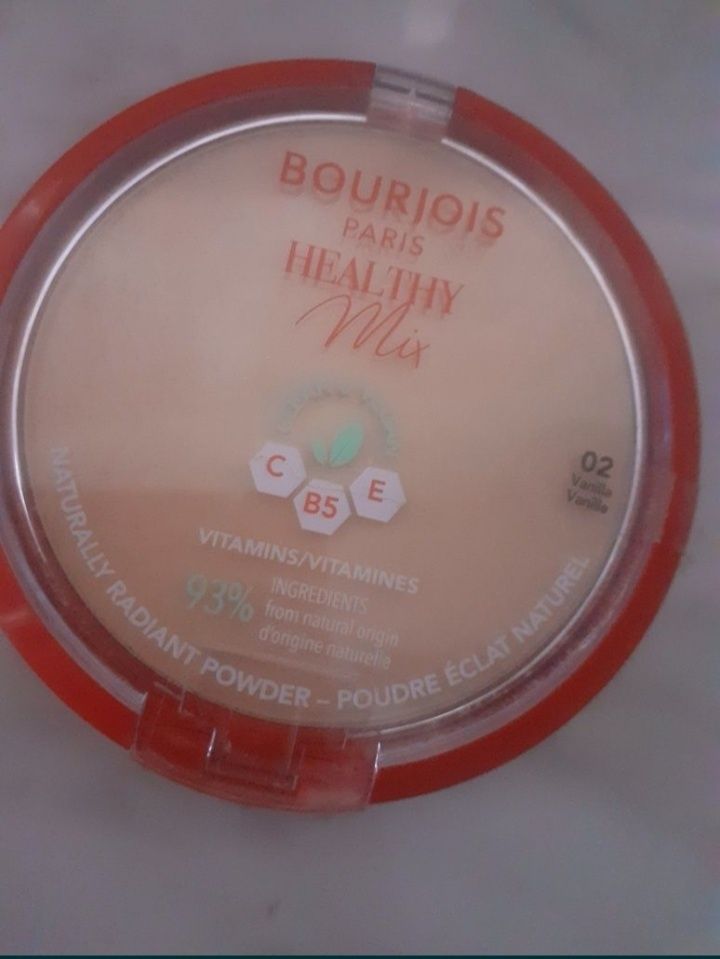 BOURJOIS
PARIS
HEALTHY
Mix
C
B5
E
VITAMINS/VITAMINES
93%
INGREDIENTS
from natural origin
d'origine naturelle
02
Vanilla
Vanille
NATURALLY RADIANT POWDER – POUDRE ÉCLAT NATUREL